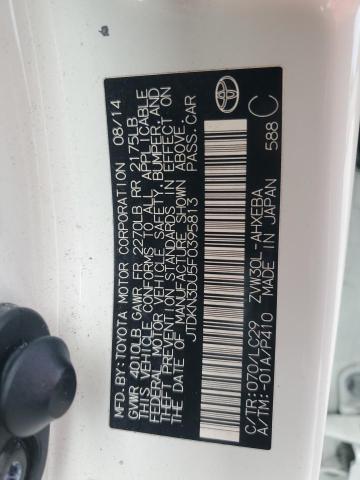 MFD.BY:TOYOTA MOTOR CORPORATION 08/14
GVWR 4010LB GAWR FR 2270LB RR 2175LB
THIS VEHICLE CONFORMS TO ALL APPLICABLE
FEDERAL MOTOR VEHICLE SAFETY, BUMPER, AND
THEFT PREVENTION STANDARDS IN EFFECT ON
THE DATE OF MANUFACTURE SHOWN ABOVE.
JTDKN3DU5F0395813 PASS.CAR
C/TR:070/LC29 ZVW30L-AHXEBA
A/TM:-01A/P410 MADE IN JAPAN
588 C